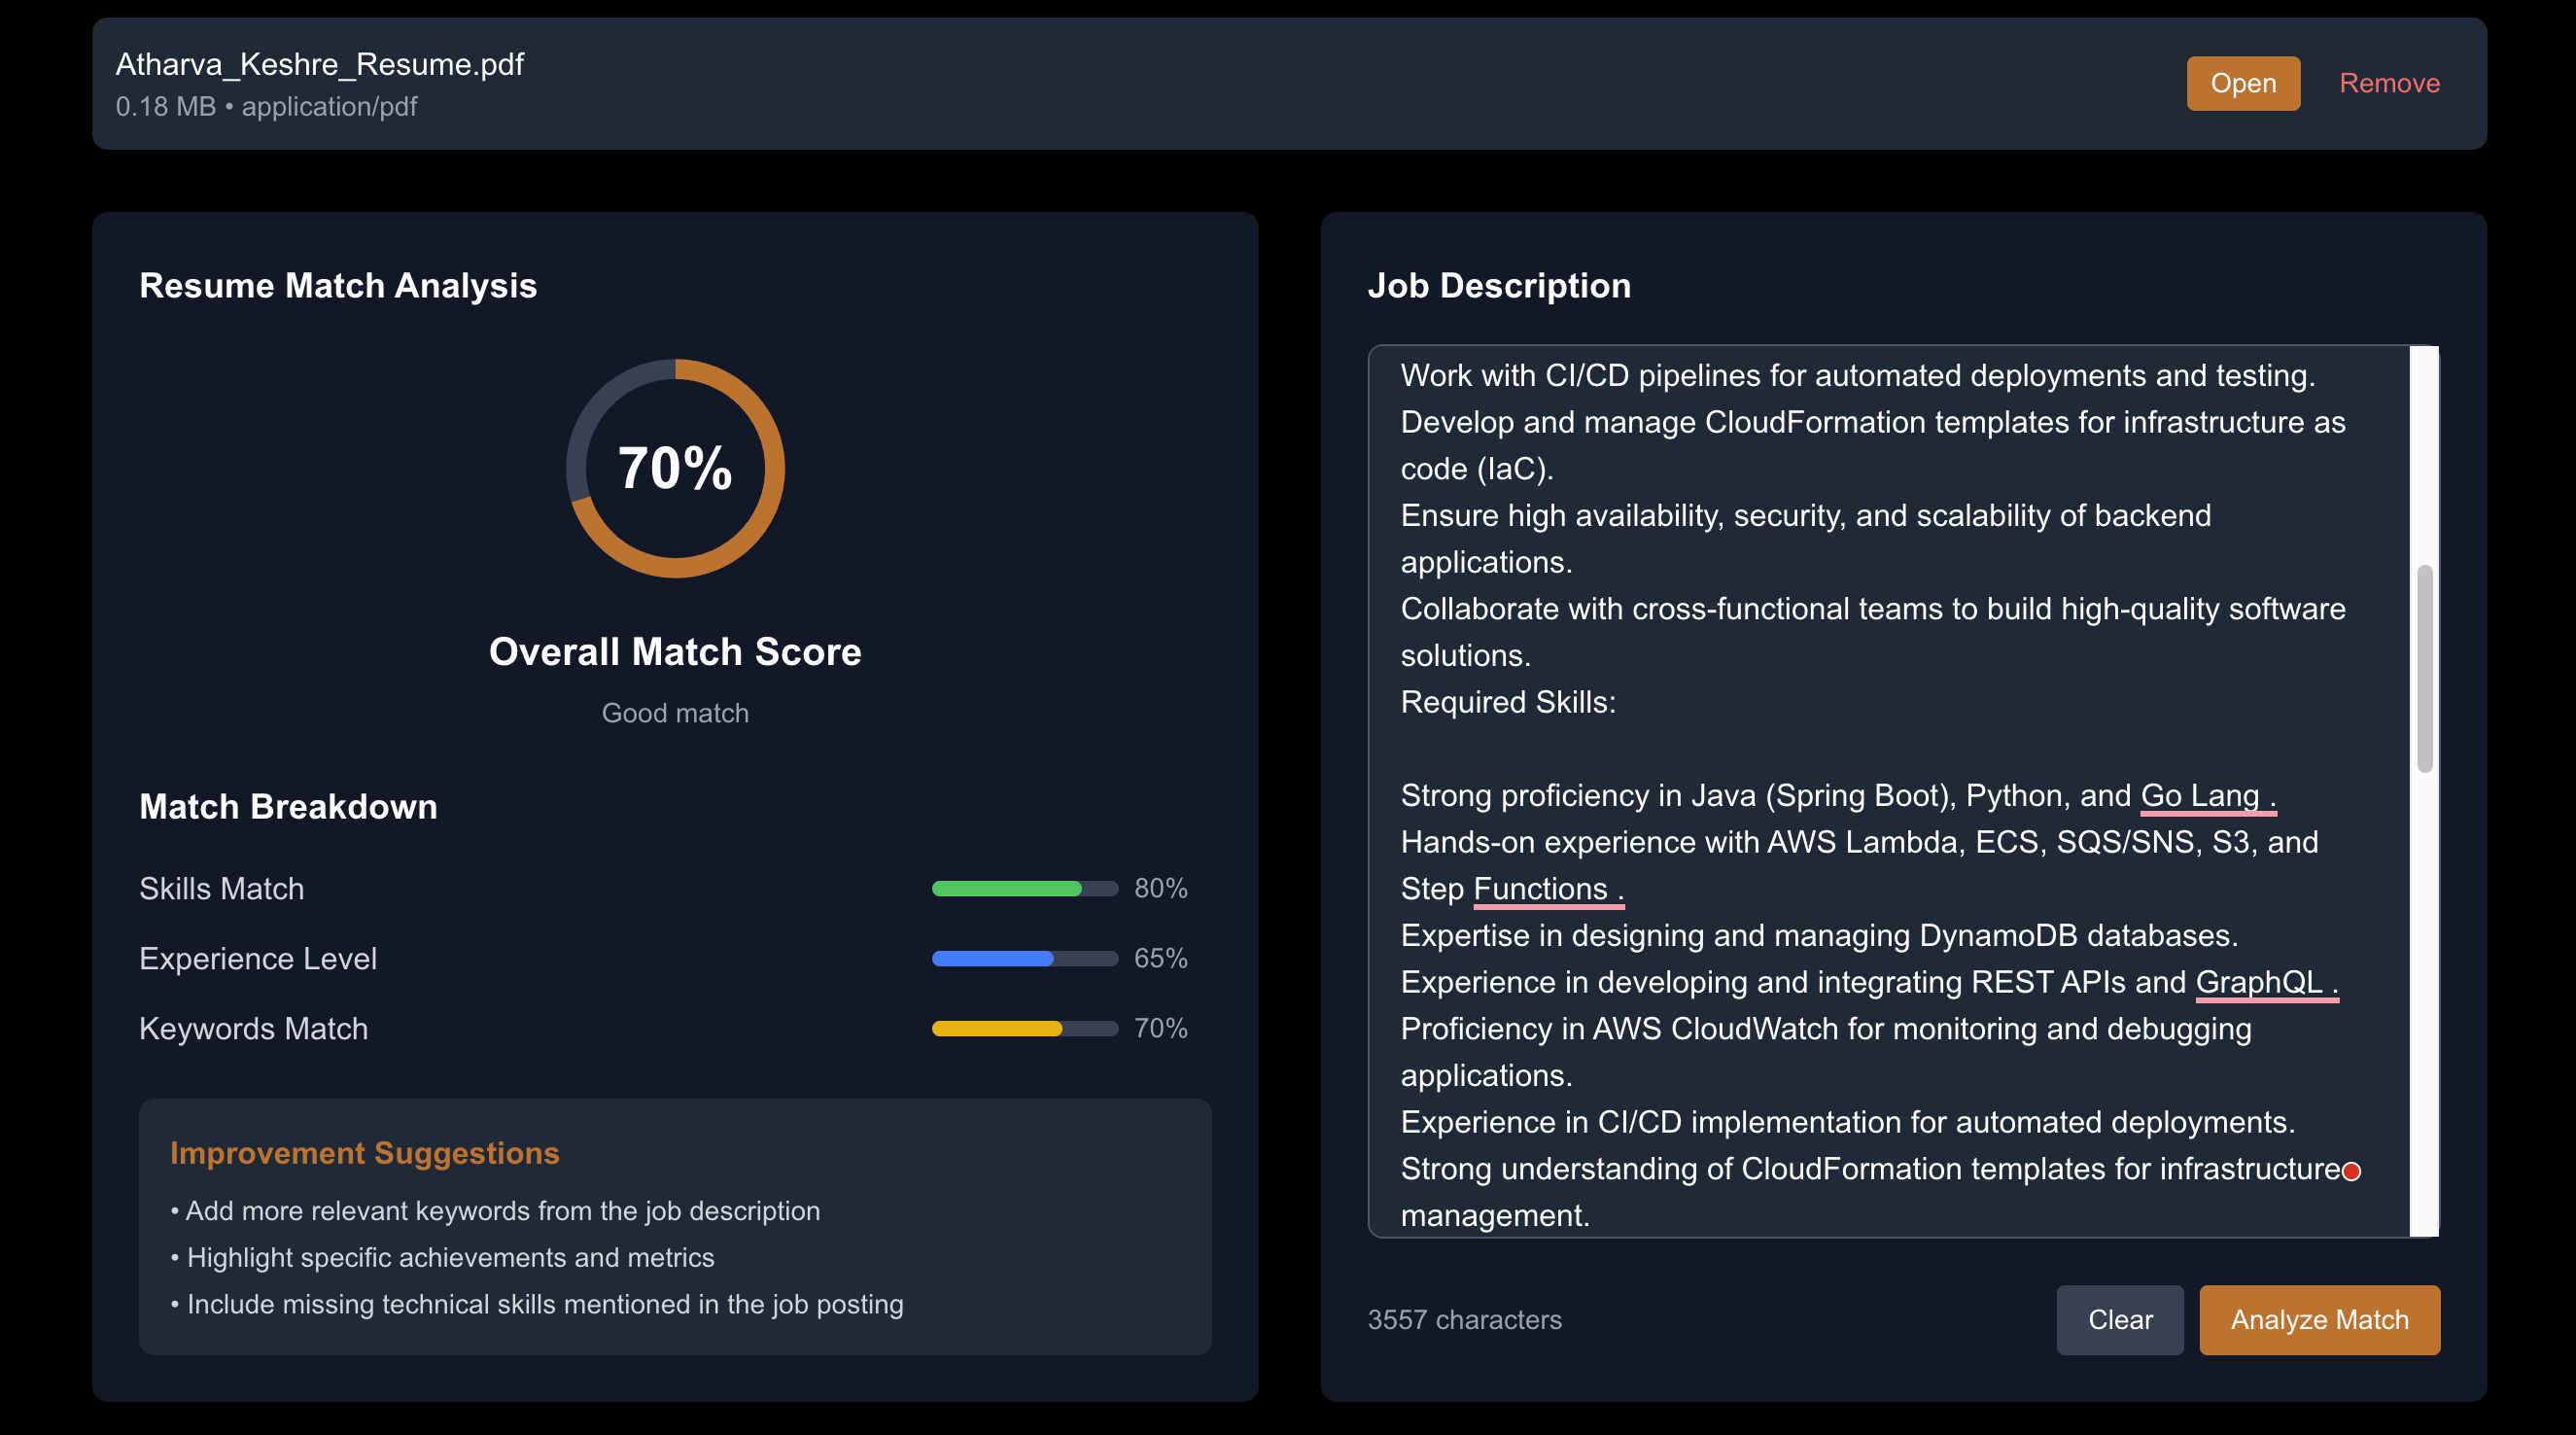 Atharva_Keshre_Resume.pdf
0.18 MB • application/pdf
Open
Remove
Resume Match Analysis
70%
Overall Match Score
Good match
Match Breakdown
Skills Match
80%
Experience Level
65%
Keywords Match
70%
Improvement Suggestions
• Add more relevant keywords from the job description
• Highlight specific achievements and metrics
• Include missing technical skills mentioned in the job posting
Job Description
Work with CI/CD pipelines for automated deployments and testing.
Develop and manage CloudFormation templates for infrastructure as
code (IaC).
Ensure high availability, security, and scalability of backend
applications.
Collaborate with cross-functional teams to build high-quality software
solutions.
Required Skills:
Strong proficiency in Java (Spring Boot), Python, and Go Lang .
Hands-on experience with AWS Lambda, ECS, SQS/SNS, S3, and
Step Functions .
Expertise in designing and managing DynamoDB databases.
Experience in developing and integrating REST APIs and GraphQL .
Proficiency in AWS CloudWatch for monitoring and debugging
applications.
Experience in CI/CD implementation for automated deployments.
Strong understanding of CloudFormation templates for infrastructure
management.
3557 characters
Clear
Analyze Match